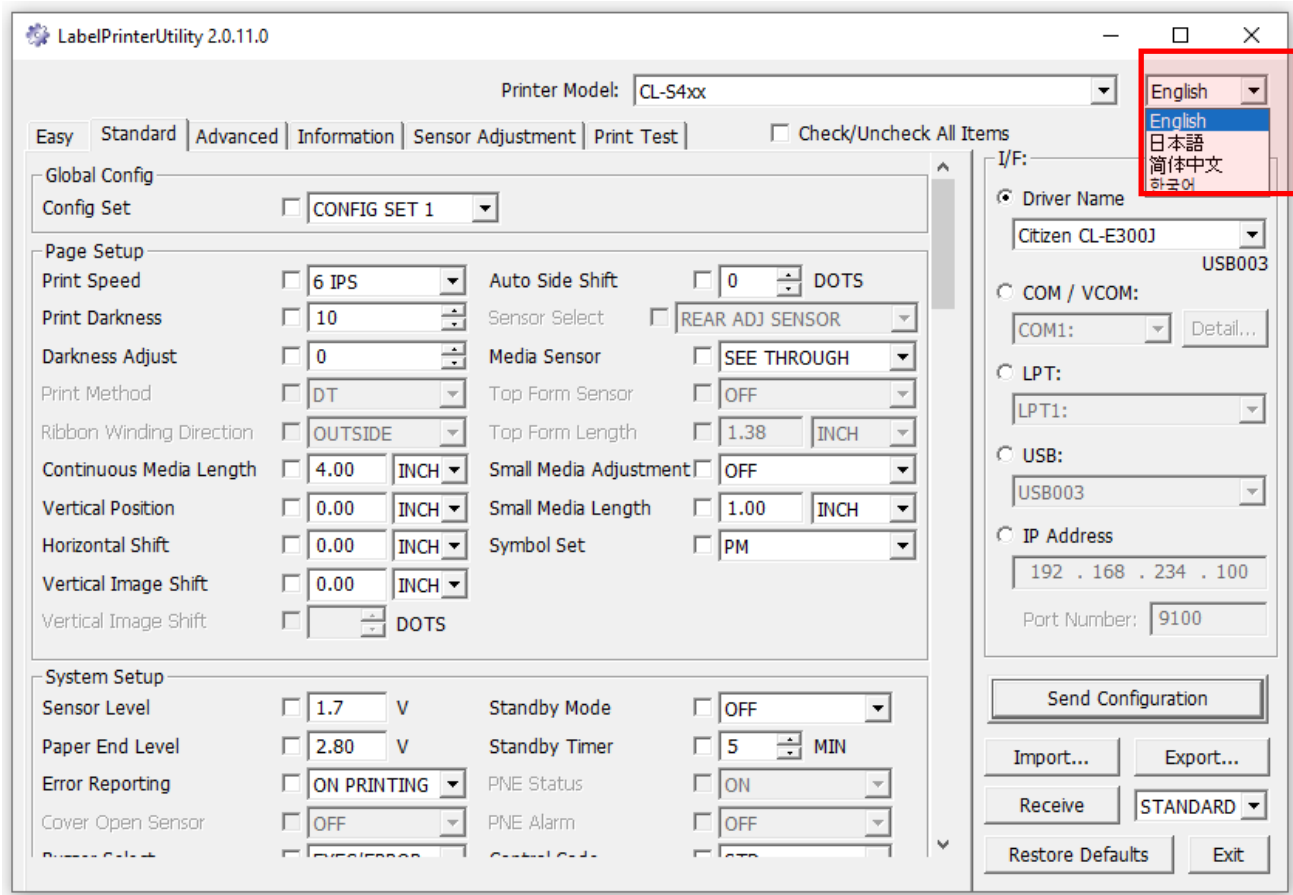 LabelPrinterUtility 2.0.11.0
Printer Model: CL-S4xx English
English
日本語
简体中文
한국어
Easy Standard Advanced Information Sensor Adjustment Print Test Check/Uncheck All Items
Global Config
Config Set CONFIG SET 1
Page Setup
Print Speed 6 IPS Auto Side Shift 0 DOTS
Print Darkness 10 Sensor Select REAR ADJ SENSOR
Darkness Adjust 0 Media Sensor SEE THROUGH
Print Method DT Top Form Sensor OFF
Ribbon Winding Direction OUTSIDE Top Form Length 1.38 INCH
Continuous Media Length 4.00 INCH Small Media Adjustment OFF
Vertical Position 0.00 INCH Small Media Length 1.00 INCH
Horizontal Shift 0.00 INCH Symbol Set PM
Vertical Image Shift 0.00 INCH
Vertical Image Shift DOTS
System Setup
Sensor Level 1.7 V Standby Mode OFF
Paper End Level 2.80 V Standby Timer 5 MIN
Error Reporting ON PRINTING PNE Status ON
Cover Open Sensor OFF PNE Alarm OFF
I/F:
Driver Name
Citizen CL-E300J
USB003
COM / VCOM:
COM1: Detail...
LPT:
LPT1:
USB:
USB003
IP Address
192 . 168 . 234 . 100
Port Number: 9100
Send Configuration
Import... Export...
Receive STANDARD
Restore Defaults Exit